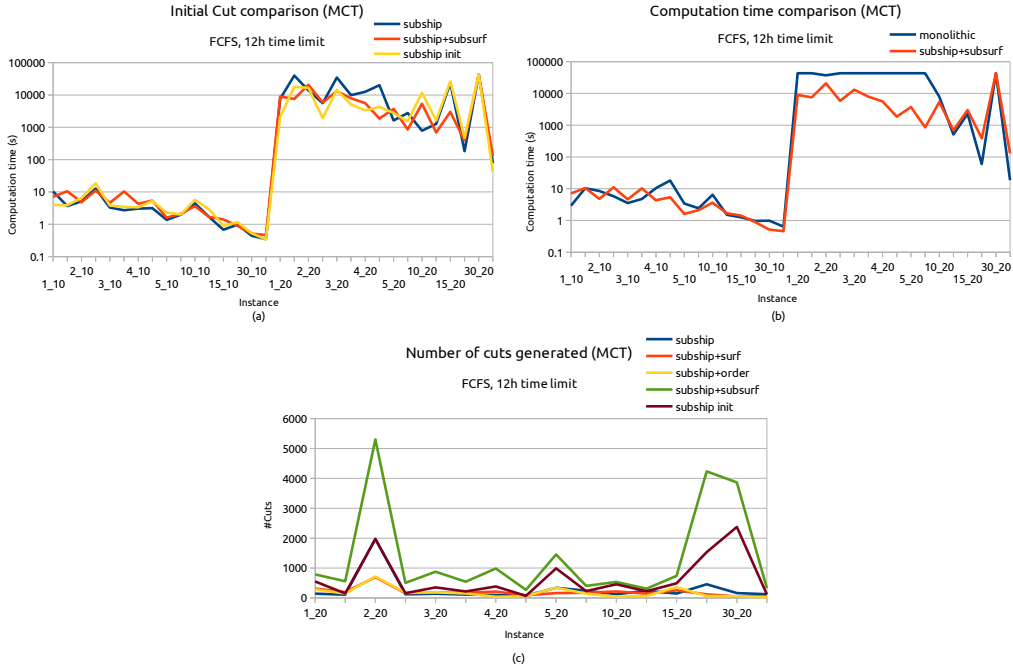 Initial Cut comparison (MCT)
FCFS, 12h time limit
subship
subship+subsurf
subship init
100000
10000
1000
100
10
1
0.1
Computation time (s)
2_10 4_10 10_10 30_10 2_20 4_20 10_20 30_20
1_10 3_10 5_10 15_10 1_20 3_20 5_20 15_20
Instance
(a)
Computation time comparison (MCT)
FCFS, 12h time limit
monolithic
subship+subsurf
100000
10000
1000
100
10
1
0.1
Computation time (s)
2_10 4_10 10_10 30_10 2_20 4_20 10_20 30_20
1_10 3_10 5_10 15_10 1_20 3_20 5_20 15_20
Instance
(b)
Number of cuts generated (MCT)
FCFS, 12h time limit
subship
subship+surf
subship+order
subship+subsurf
subship init
6000
5000
4000
3000
2000
1000
0
#Cuts
1_20 2_20 3_20 4_20 5_20 10_20 15_20 30_20
Instance
(c)